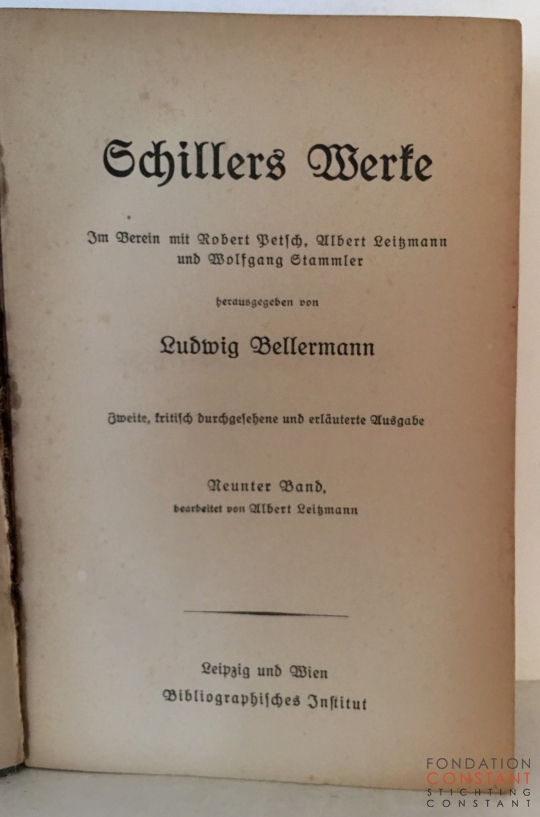 Schillers Werke
Im Verein mit Robert Petsch, Albert Leitzmann
und Wolfgang Stammler
herausgegeben von
Ludwig Bellermann
Zweite, kritisch durchgesehene und erläuterte Ausgabe
Neunter Band,
bearbeitet von Albert Leitzmann
Leipzig und Wien
Bibliographisches Institut
FONDATION
CONSTANT
STICHTING
CONSTANT